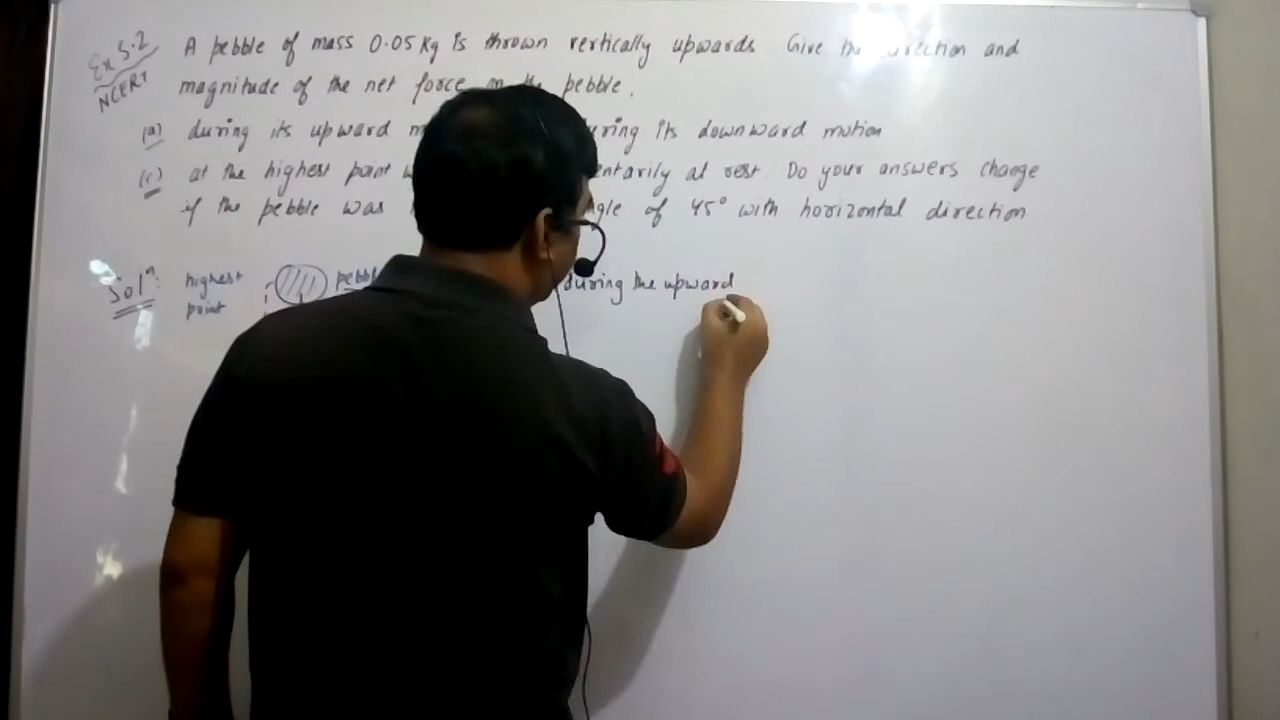 Ex 5.2
NCERT
A pebble of mass 0.05 Kg is thrown vertically upwards Give the direction and
magnitude of the net force on the pebble.
(a) during its upward during its downward motion
(c) at the highest point at rest. Do your answers change
if the pebble was angle of 45° with horizontal direction
Solⁿ:
highest
point
pebble
during the upward